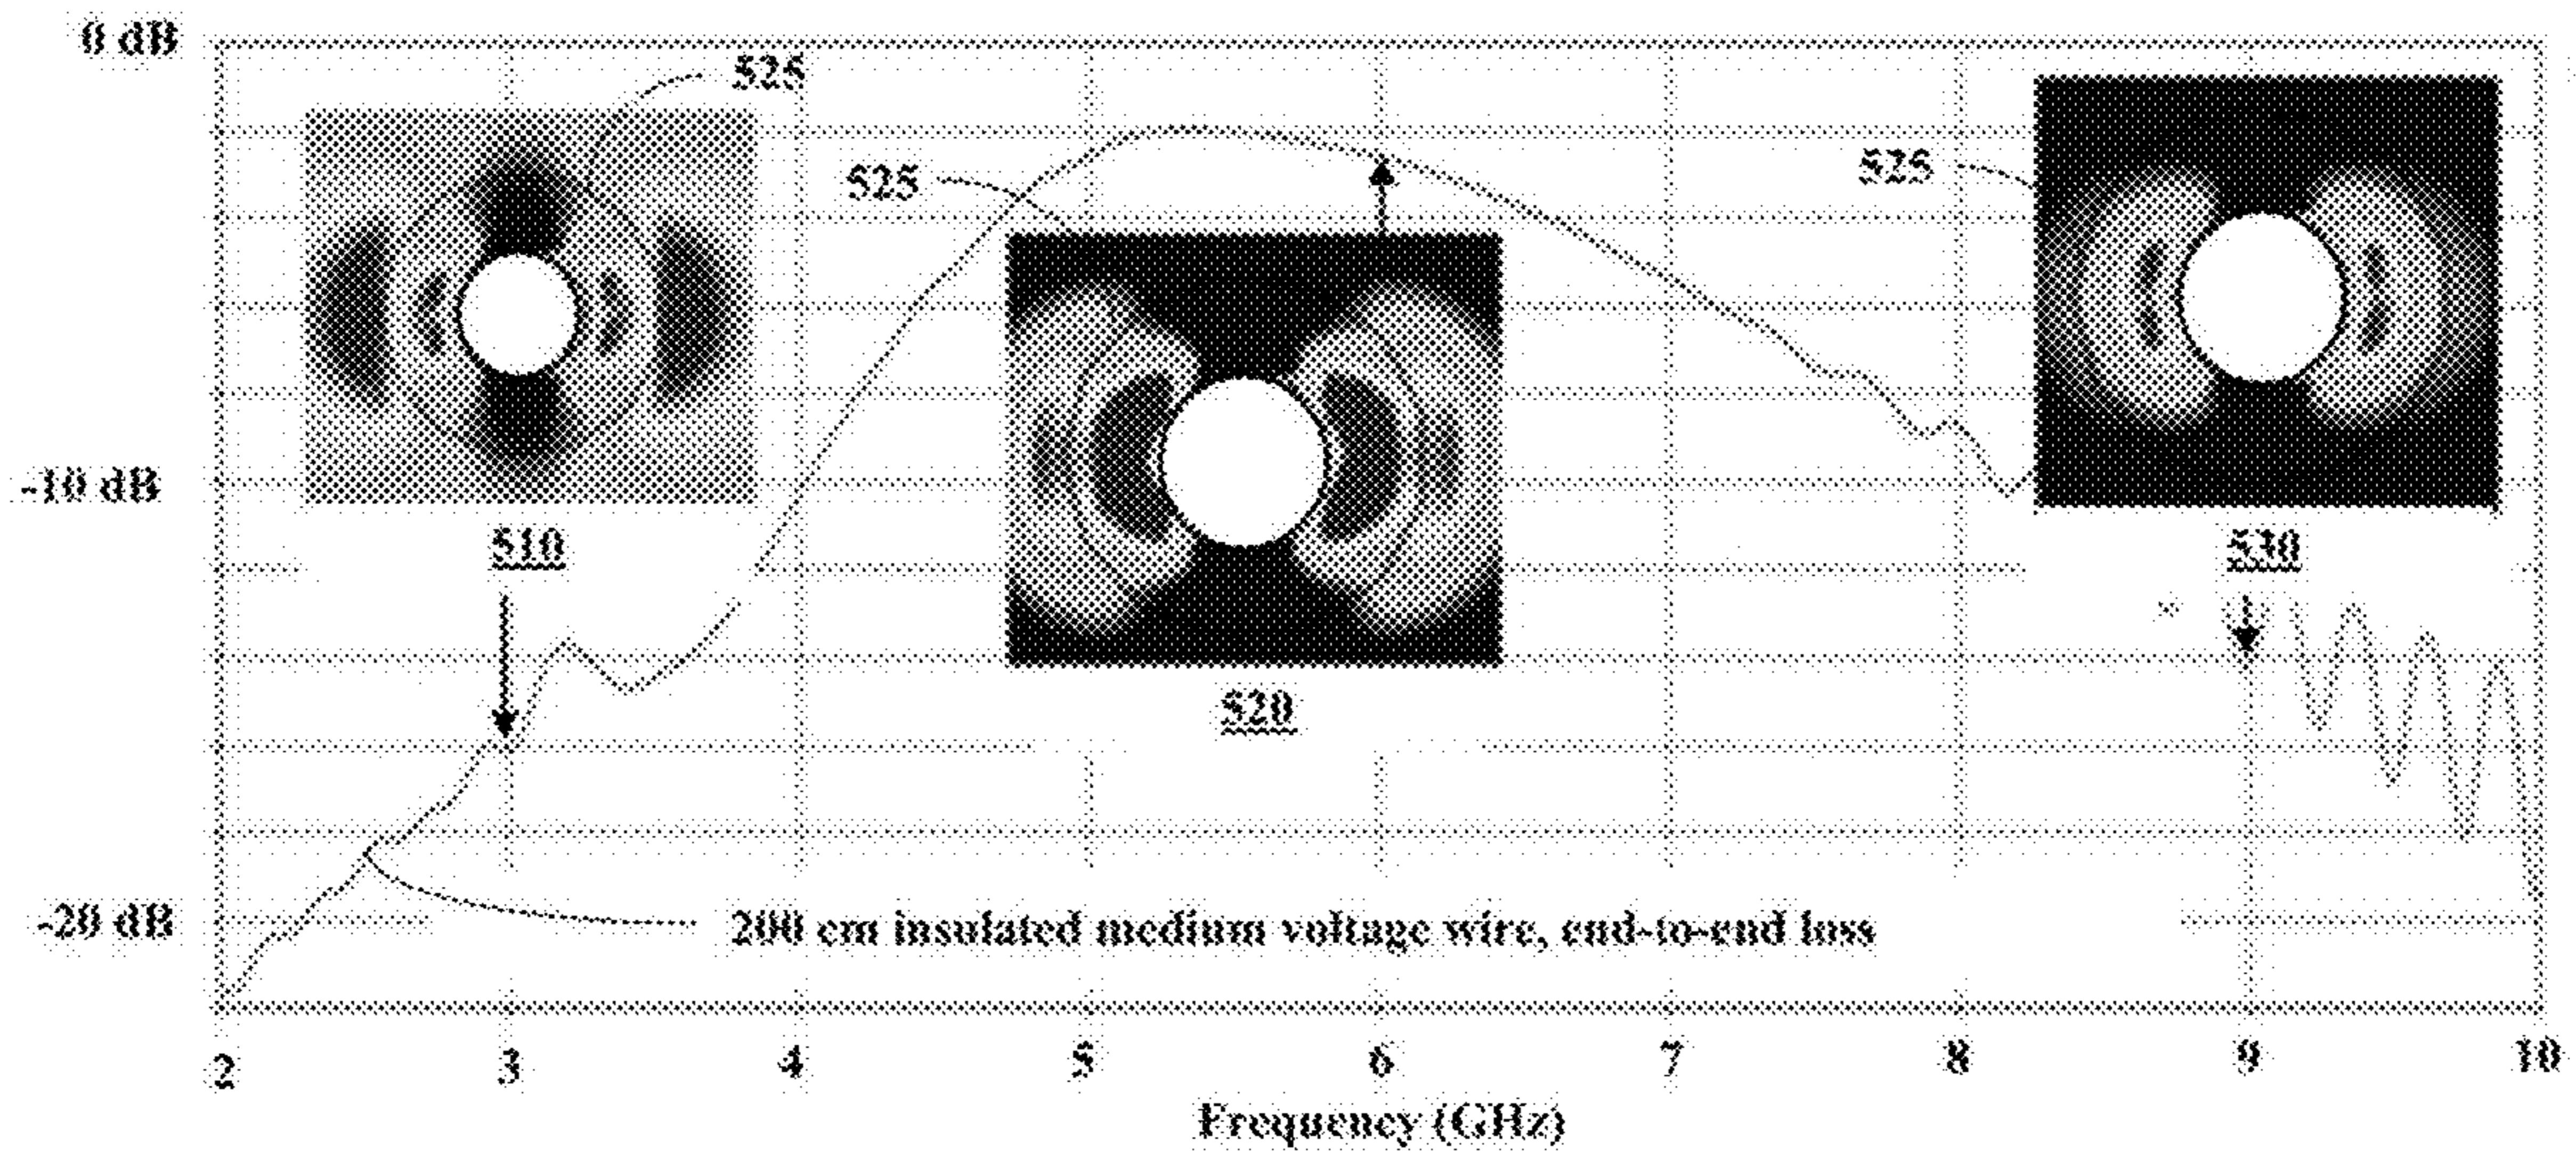 0 dB
525
525
525
-10 dB
510
530
520
-20 dB
200 cm insulated medium voltage wire, end-to-end loss
2 3 4 5 6 7 8 9 10
Frequency (GHz)